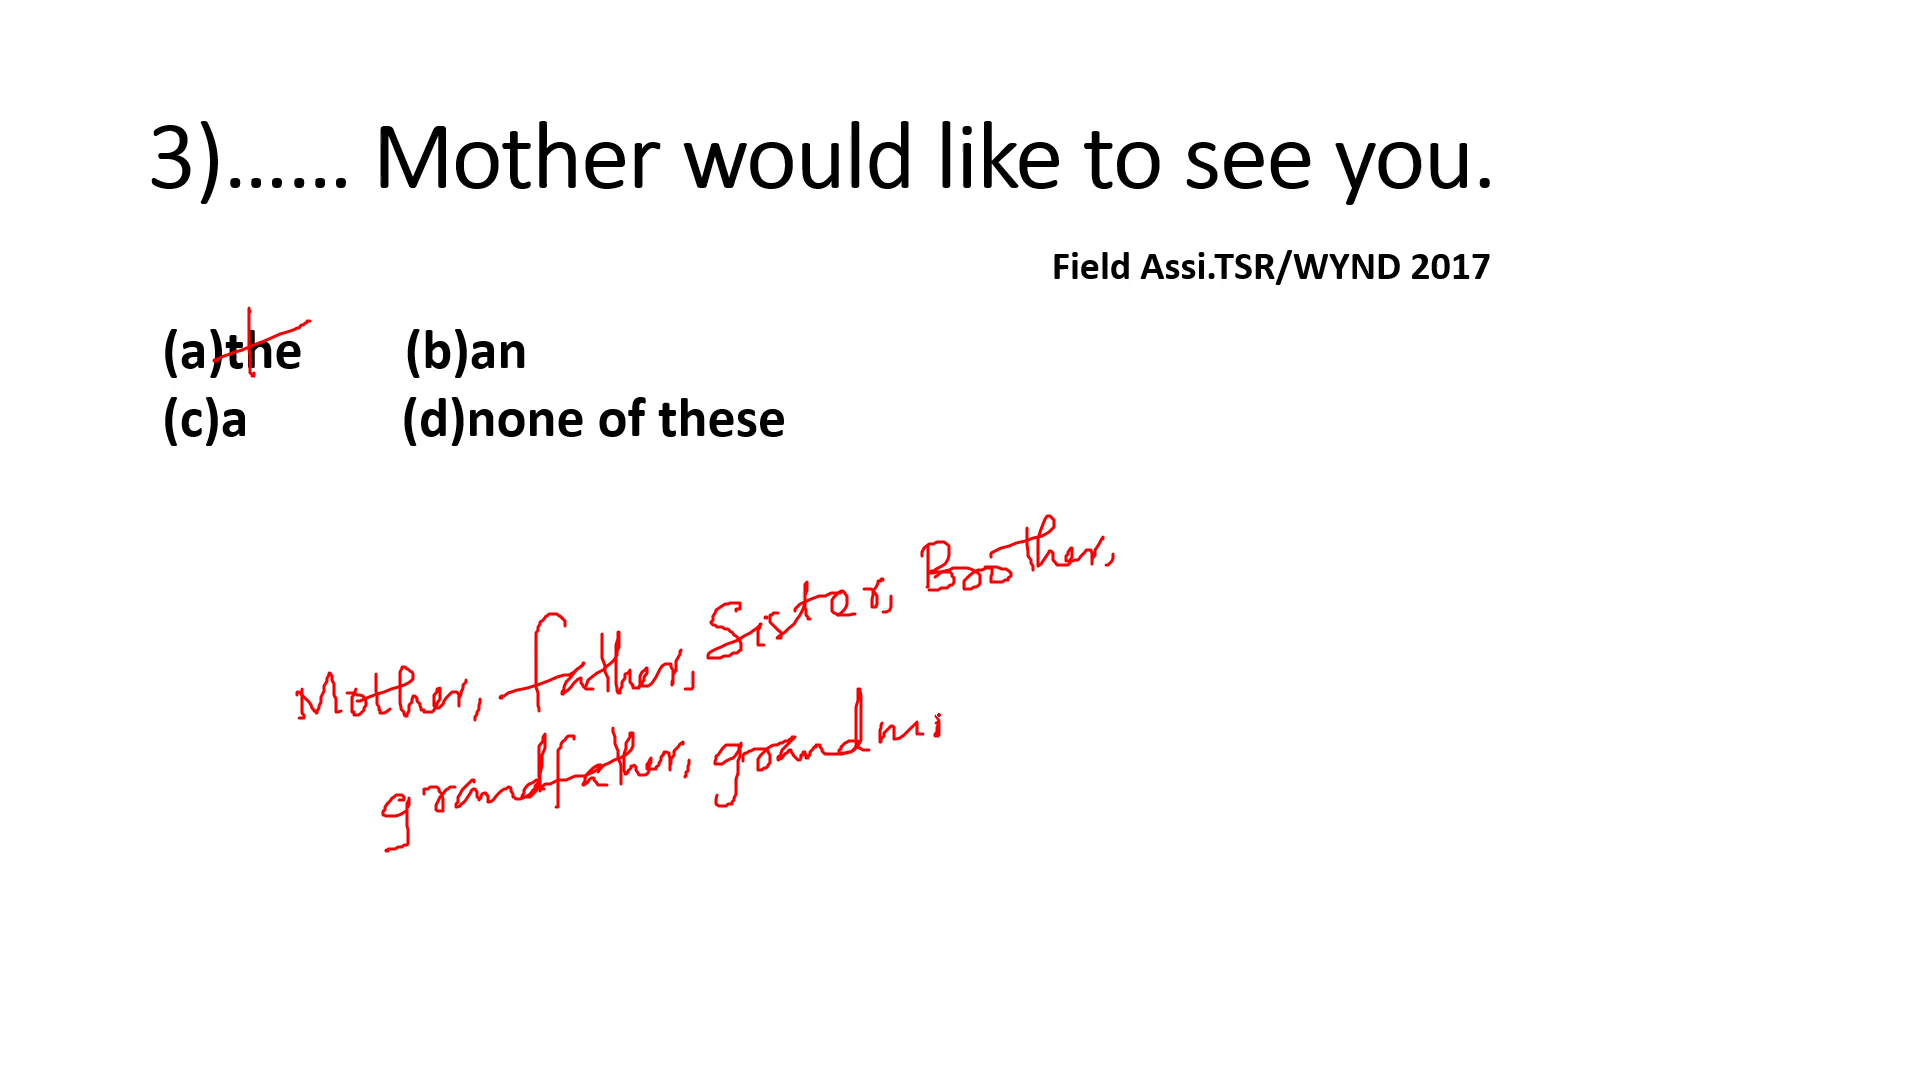 3)...... Mother would like to see you.
Field Assi.TSR/WYND 2017
(a)the (b)an
(c)a (d)none of these
Mother, father, Sister, Brother,
grandfather,